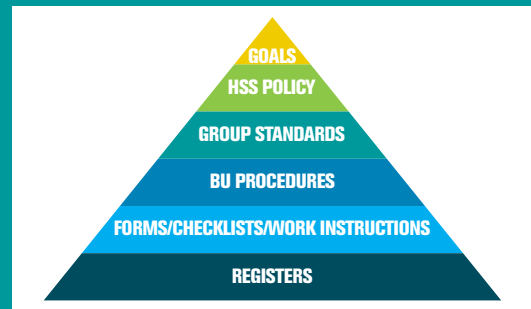 GOALS
HSS POLICY
GROUP STANDARDS
BU PROCEDURES
FORMS/CHECKLISTS/WORK INSTRUCTIONS
REGISTERS